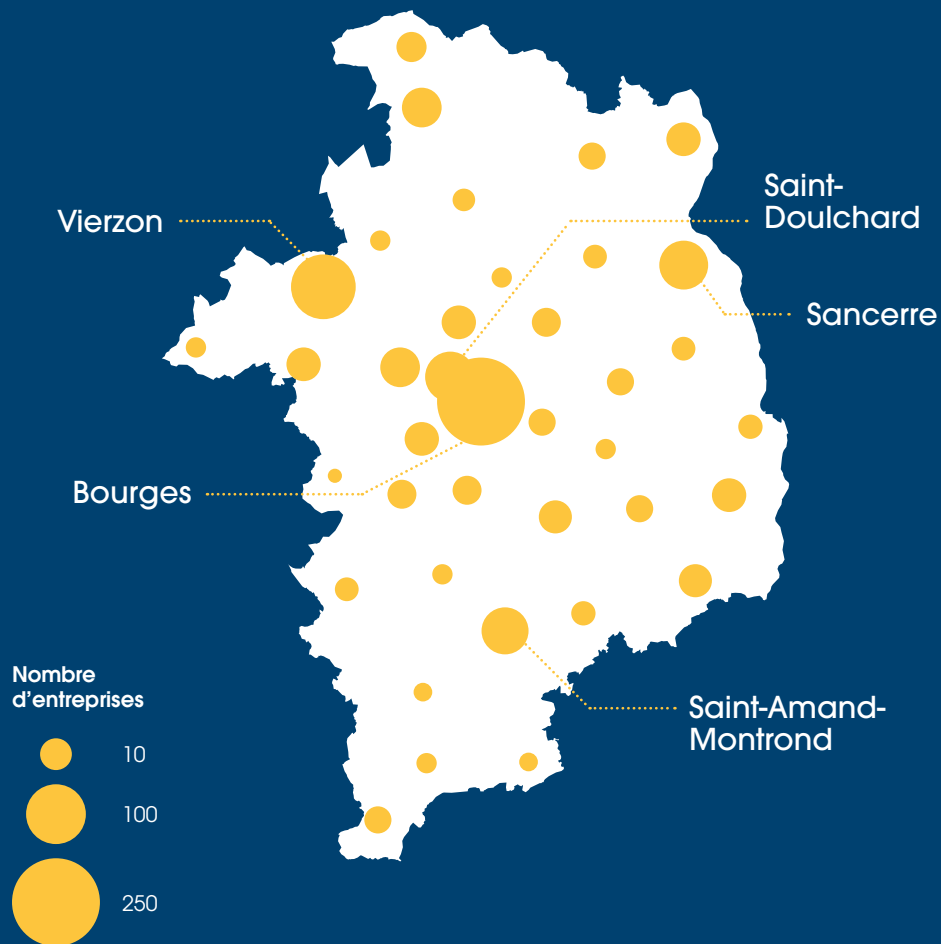 Saint-
Doulchard
Vierzon
Sancerre
Bourges
Nombre
d'entreprises
Saint-Amand-
Montrond
10
100
250